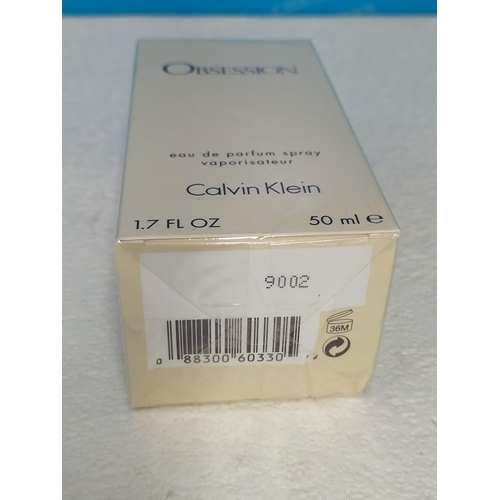 OBSESSION
eau de parfum spray
vaporisateur
Calvin Klein
1.7 FL OZ 50 ml ℮
9002
36M
0 88300 60330